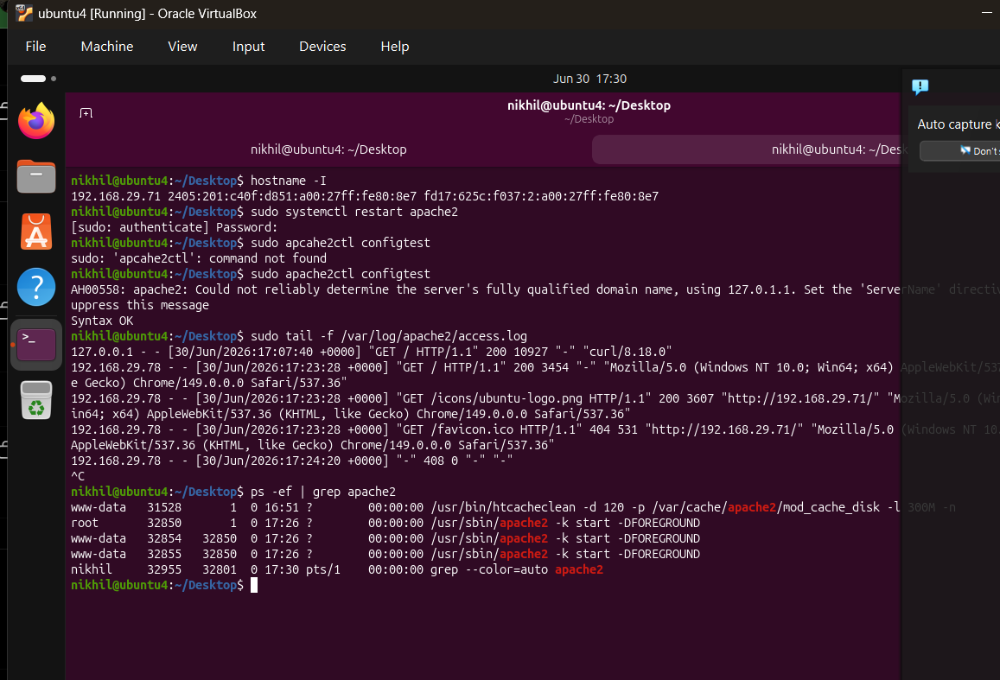 ubuntu4 [Running] - Oracle VirtualBox
File Machine View Input Devices Help
Jun 30 17:30
nikhil@ubuntu4: ~/Desktop
~/Desktop
nikhil@ubuntu4: ~/Desktop
nikhil@ubuntu4: ~/Desk
Auto capture k
Don't s
nikhil@ubuntu4:~/Desktop$ hostname -I
192.168.29.71 2405:201:c40f:d851:a00:27ff:fe80:8e7 fd17:625c:f037:2:a00:27ff:fe80:8e7
nikhil@ubuntu4:~/Desktop$ sudo systemctl restart apache2
[sudo: authenticate] Password:
nikhil@ubuntu4:~/Desktop$ sudo apcahe2ctl configtest
sudo: 'apcahe2ctl': command not found
nikhil@ubuntu4:~/Desktop$ sudo apache2ctl configtest
AH00558: apache2: Could not reliably determine the server's fully qualified domain name, using 127.0.1.1. Set the 'ServerName' directiv
uppress this message
Syntax OK
nikhil@ubuntu4:~/Desktop$ sudo tail -f /var/log/apache2/access.log
127.0.0.1 - - [30/Jun/2026:17:07:40 +0000] "GET / HTTP/1.1" 200 10927 "-" "curl/8.18.0"
192.168.29.78 - - [30/Jun/2026:17:23:28 +0000] "GET / HTTP/1.1" 200 3454 "-" "Mozilla/5.0 (Windows NT 10.0; Win64; x64) AppleWebKit/537
e Gecko) Chrome/149.0.0.0 Safari/537.36"
192.168.29.78 - - [30/Jun/2026:17:23:28 +0000] "GET /icons/ubuntu-logo.png HTTP/1.1" 200 3607 "http://192.168.29.71/" "Mozilla/5.0 (Win
in64; x64) AppleWebKit/537.36 (KHTML, like Gecko) Chrome/149.0.0.0 Safari/537.36"
192.168.29.78 - - [30/Jun/2026:17:23:28 +0000] "GET /favicon.ico HTTP/1.1" 404 531 "http://192.168.29.71/" "Mozilla/5.0 (Windows NT 10.
AppleWebKit/537.36 (KHTML, like Gecko) Chrome/149.0.0.0 Safari/537.36"
192.168.29.78 - - [30/Jun/2026:17:24:20 +0000] "-" 408 0 "-" "-"
^C
nikhil@ubuntu4:~/Desktop$ ps -ef | grep apache2
www-data   31528       1  0 16:51 ?        00:00:00 /usr/bin/htcacheclean -d 120 -p /var/cache/apache2/mod_cache_disk -l 300M -n
root       32850       1  0 17:26 ?        00:00:00 /usr/sbin/apache2 -k start -DFOREGROUND
www-data   32854   32850  0 17:26 ?        00:00:00 /usr/sbin/apache2 -k start -DFOREGROUND
www-data   32855   32850  0 17:26 ?        00:00:00 /usr/sbin/apache2 -k start -DFOREGROUND
nikhil     32955   32801  0 17:30 pts/1    00:00:00 grep --color=auto apache2
nikhil@ubuntu4:~/Desktop$